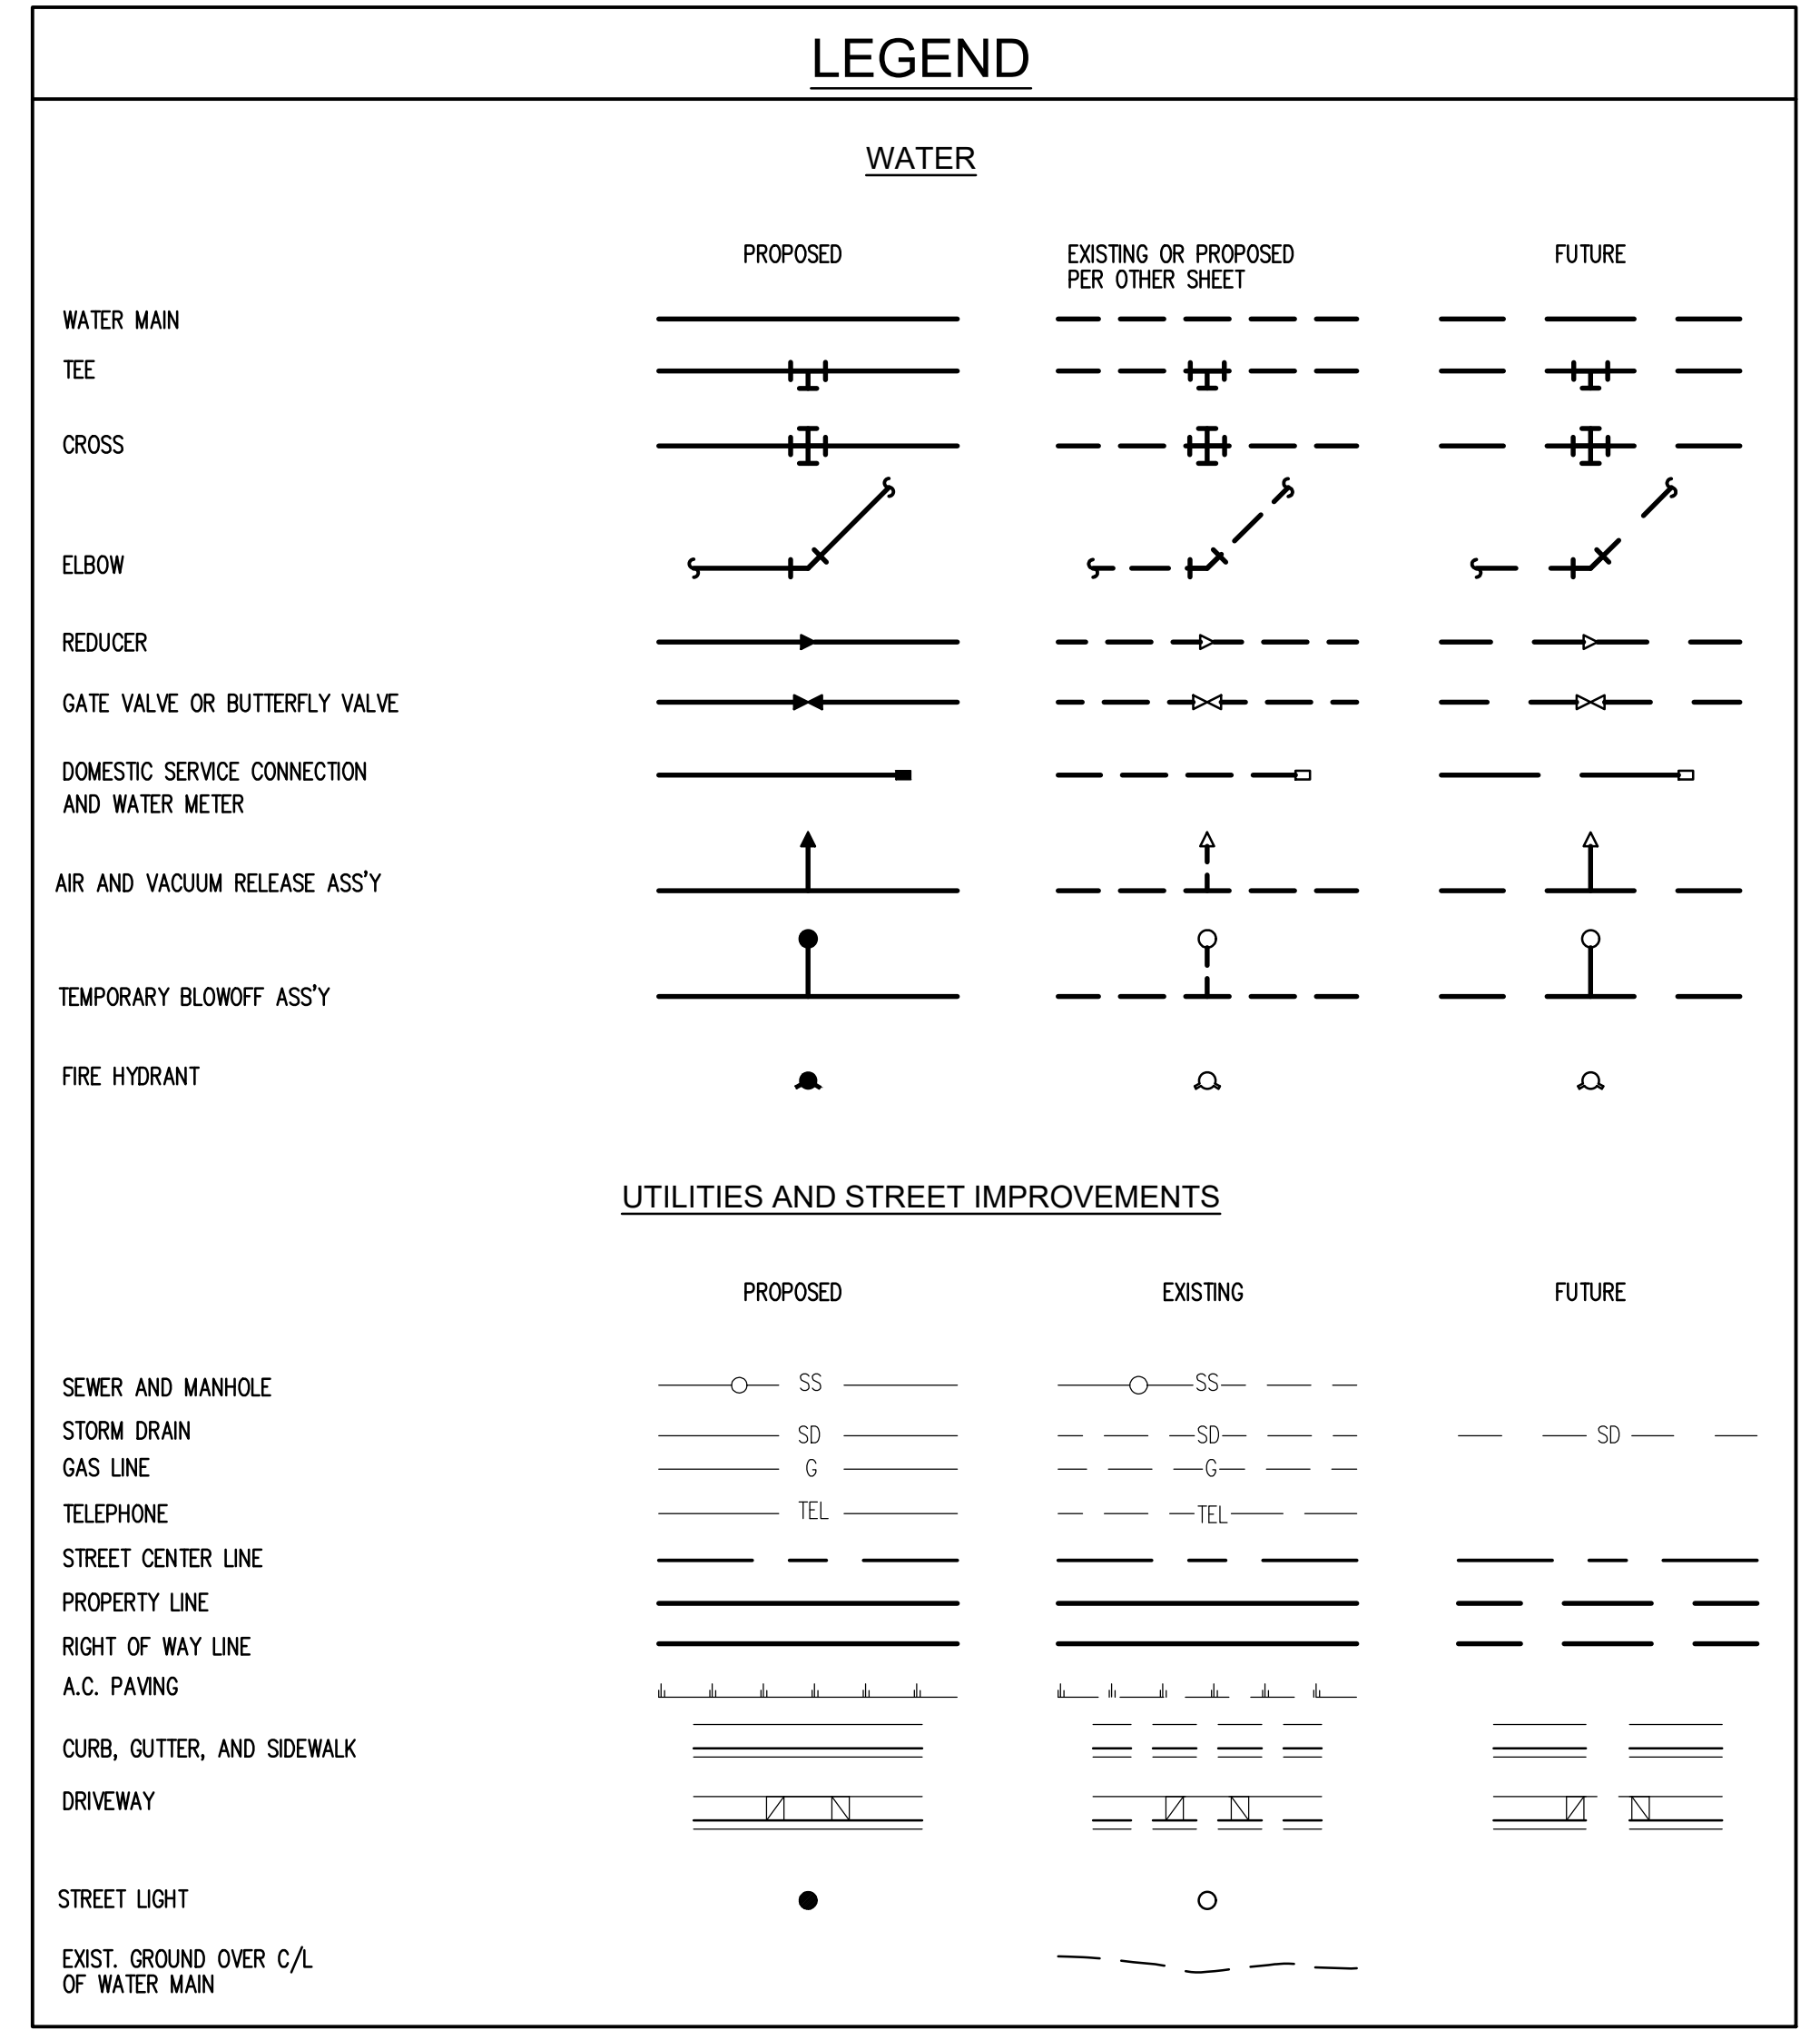 LEGEND
WATER
PROPOSED
EXISTING OR PROPOSED
PER OTHER SHEET
FUTURE
WATER MAIN
TEE
CROSS
ELBOW
REDUCER
GATE VALVE OR BUTTERFLY VALVE
DOMESTIC SERVICE CONNECTION
AND WATER METER
AIR AND VACUUM RELEASE ASS'Y
TEMPORARY BLOWOFF ASS'Y
FIRE HYDRANT
UTILITIES AND STREET IMPROVEMENTS
PROPOSED EXISTING FUTURE
SEWER AND MANHOLE SS SS
STORM DRAIN SD SD SD
GAS LINE G G
TELEPHONE TEL TEL
STREET CENTER LINE
PROPERTY LINE
RIGHT OF WAY LINE
A.C. PAVING
CURB, GUTTER, AND SIDEWALK
DRIVEWAY
STREET LIGHT
EXIST. GROUND OVER C/L
OF WATER MAIN